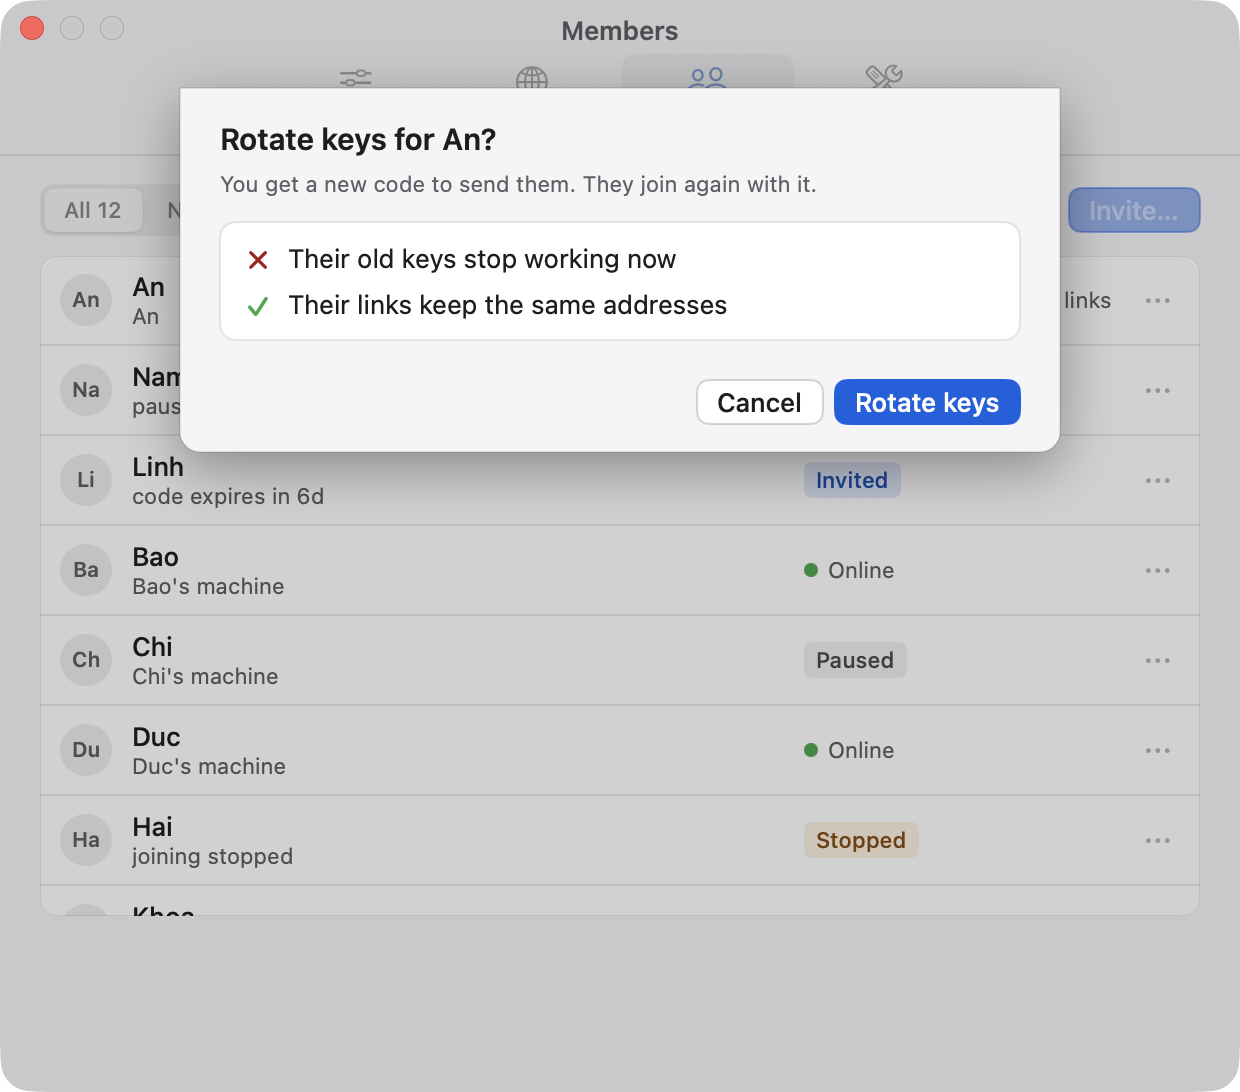 Members
Rotate keys for An?
You get a new code to send them. They join again with it.
All 12
Invite...
Their old keys stop working now
Their links keep the same addresses
An
An
An
links
Cancel
Rotate keys
Na
Nam
Li
Linh
code expires in 6d
Invited
Ba
Bao
Bao's machine
Online
Ch
Chi
Chi's machine
Paused
Du
Duc
Duc's machine
Online
Ha
Hai
joining stopped
Stopped